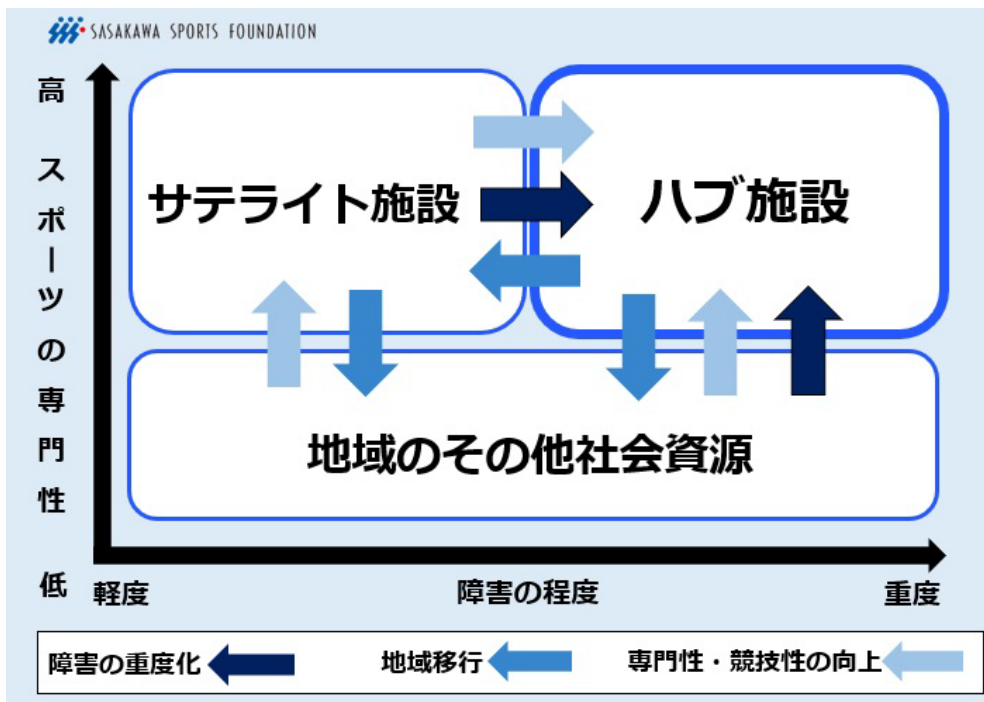 SASAKAWA SPORTS FOUNDATION
高
スポーツの専門性
低
サテライト施設
ハブ施設
地域のその他社会資源
軽度
障害の程度
重度
障害の重度化
地域移行
専門性・競技性の向上